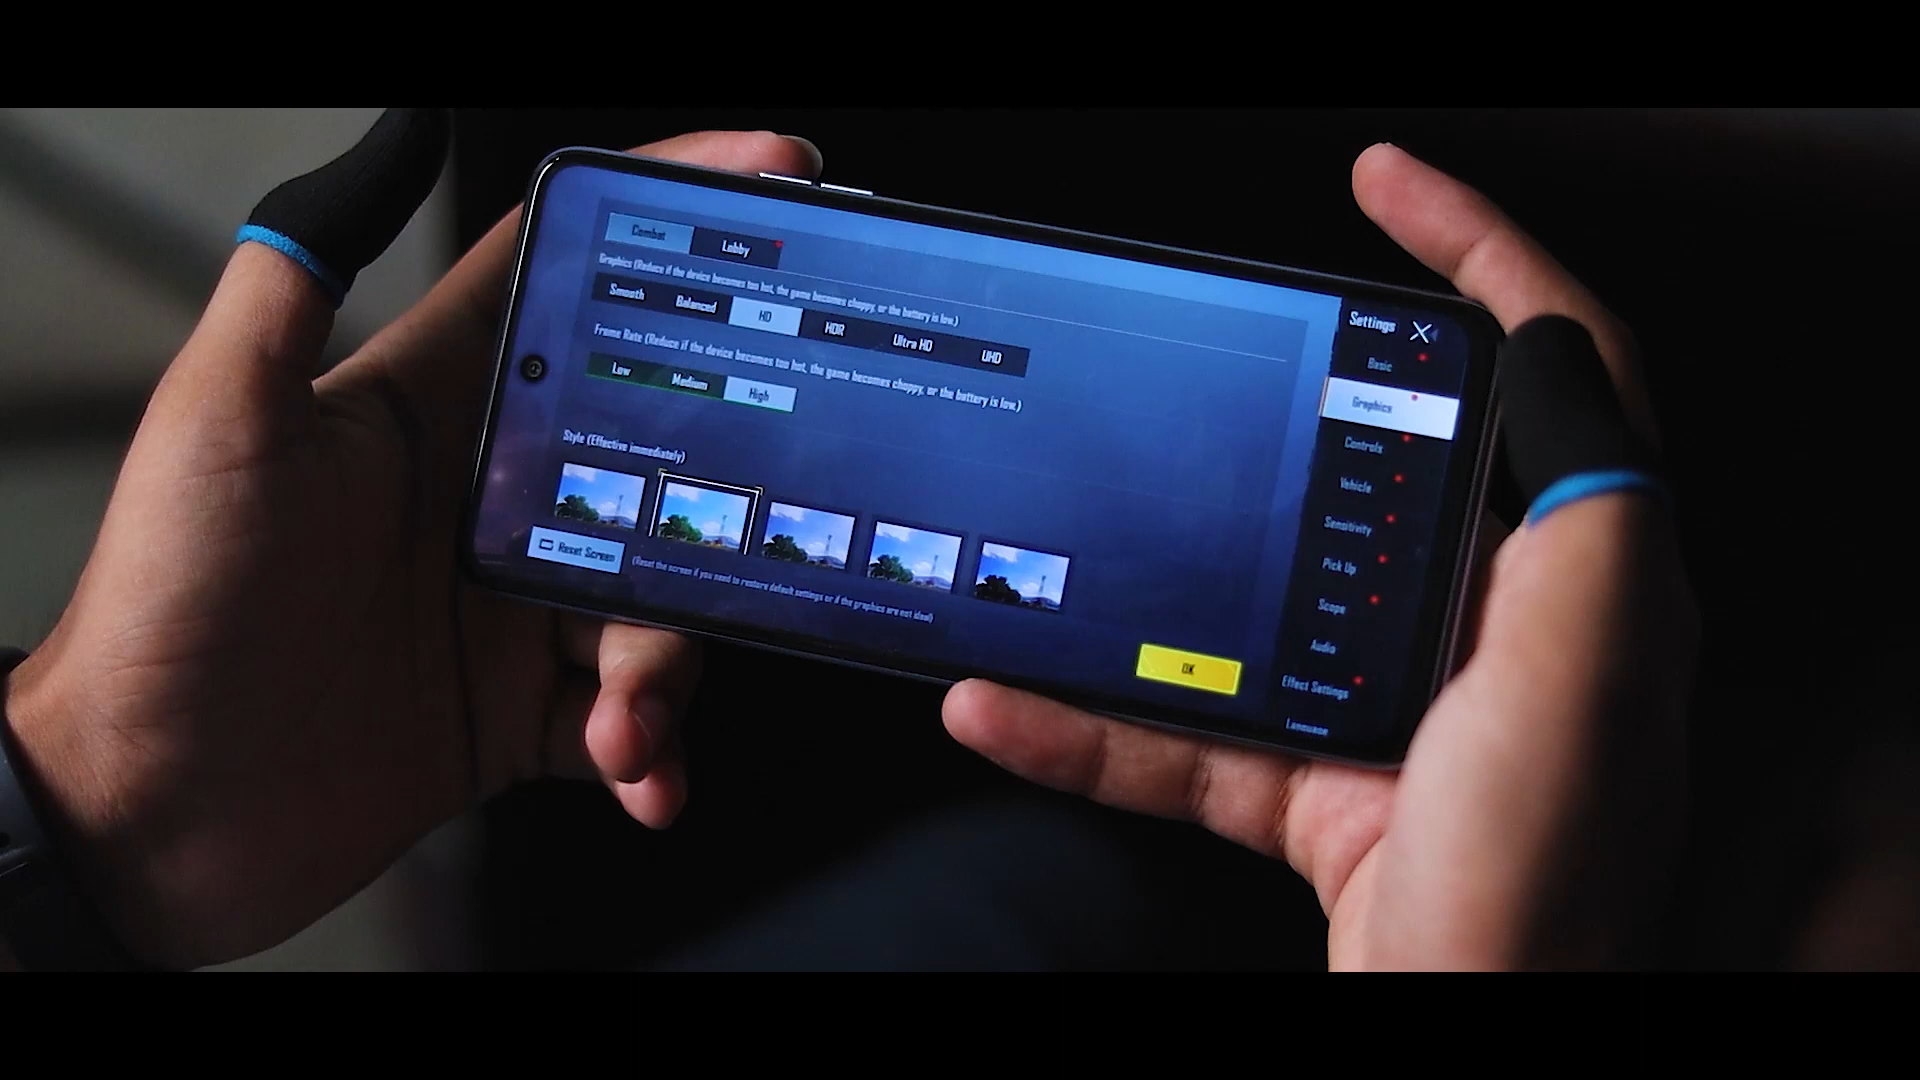 Combat Lobby
Graphics (Reduce if the device becomes too hot, the game becomes choppy, or the battery is low.)
Smooth Balanced HD HDR Ultra HD UHD
Frame Rate (Reduce if the device becomes too hot, the game becomes choppy, or the battery is low.)
Low Medium High
Style (Effective immediately)
Reset Screen
(Reset the screen if you need to restore default settings or if the graphics are not ideal)
OK
Settings
Basic
Graphics
Controls
Vehicle
Sensitivity
Pick Up
Scope
Audio
Effect Settings
Language